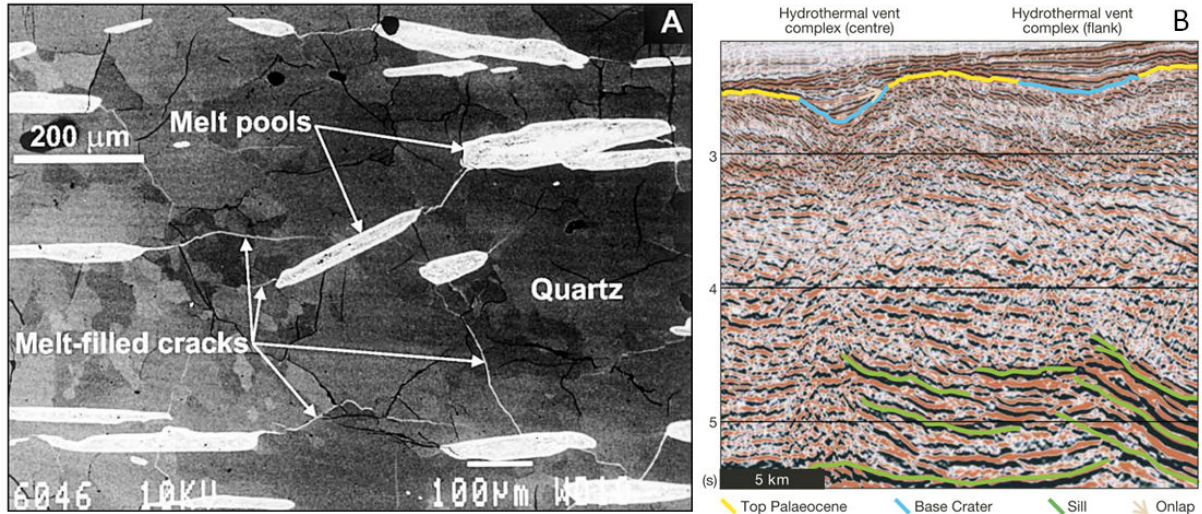 A
200 μm
Melt pools
Quartz
Melt-filled cracks
6046 10KV 100μm
Hydrothermal vent
complex (centre)
Hydrothermal vent
complex (flank)
B
3
4
5
(s)
5 km
Top Palaeocene
Base Crater
Sill
Onlap